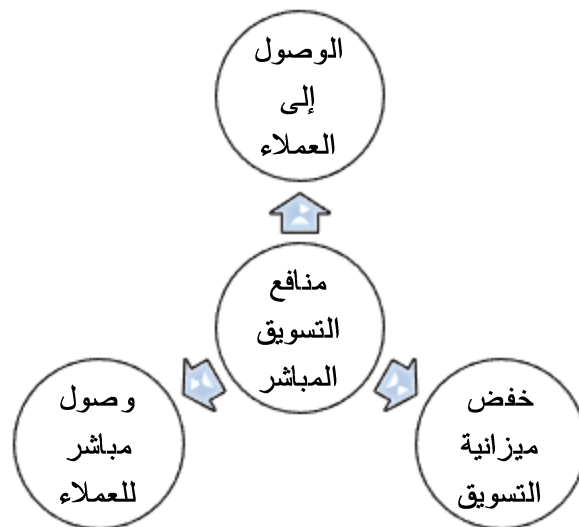 الوصول
إلى
العملاء
منافع
التسويق
المباشر
خفض
ميزانية
التسويق
وصول
مباشر
للعملاء